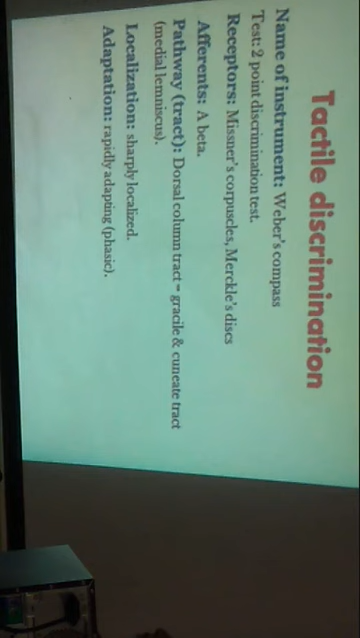 Tactile discrimination
Name of instrument: Weber's compass
Test: 2 point discrimination test.
Receptors: Missner's corpuscles, Merckle's discs
Afferents: A beta.
Pathway (tract): Dorsal column tract - gracile & cuneate tract
(medial lemniscus).
Localization: sharply localized.
Adaptation: rapidly adapting (phasic).